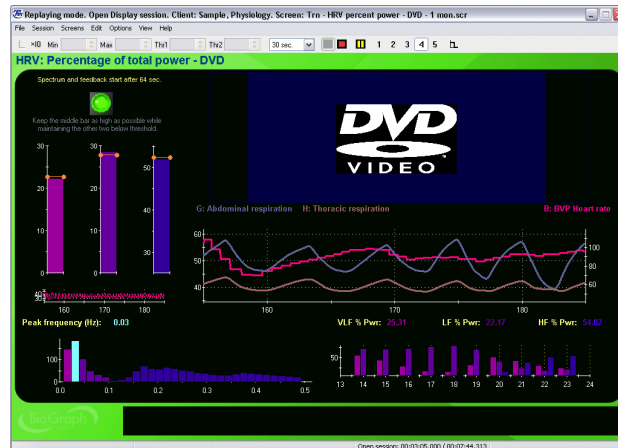 Replaying mode. Open Display session. Client: Sample, Physiology. Screen: Trn - HRV percent power - DVD - 1 mon.scr
File Session Screens Edit Options View Help
×10 Min Max Thr1 Thr2 30 sec. 1 2 3 4 5
HRV: Percentage of total power - DVD
Spectrum and feedback start after 64 sec.
Keep the middle bar as high as possible while
maintaining the other two below threshold.
DVD
VIDEO
30 30
20 20 50
10 10 40
0 0 30
G: Abdominal respiration H: Thoracic respiration B: BVP Heart rate
60
50 100
80
40 60
160 170 180
160 170 180
Peak frequency (Hz): 0.03 VLF % Pwr: 25.31 LF % Pwr: 22.17 HF % Pwr: 54.02
100.0
0.0
0.0 0.1 0.2 0.3 0.4 0.5
50
13 14 15 16 17 18 19 20 21 22 23 24
BioGraph
Open session: 00:03:05.000 / 00:07:44.313